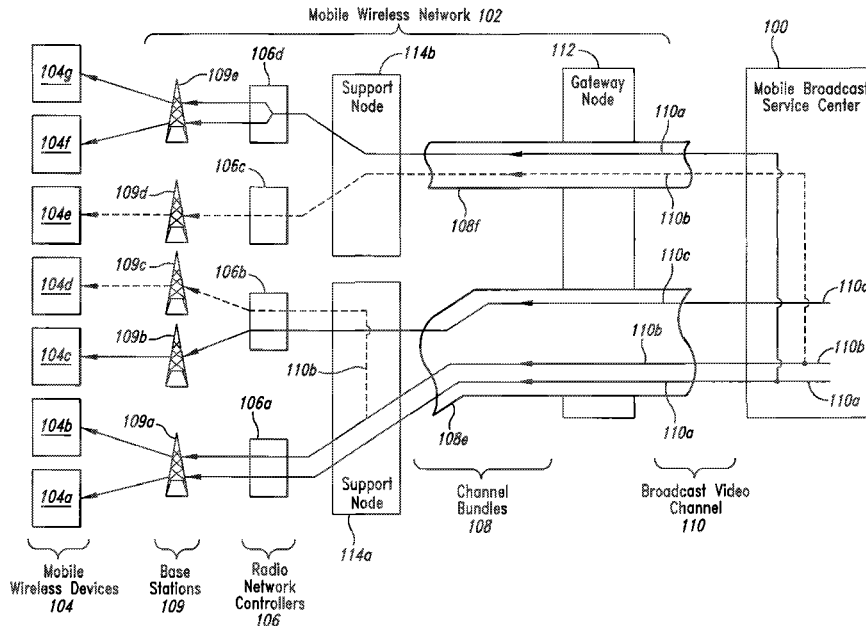 Mobile Wireless Network 102
100
114b
112
106d
109e
104g
Support
Node
Gateway
Node
Mobile Broadcast
Service Center
110a
104f
106c
109d
104e
108f
110b
109c
106b
110c
104d
110c
109b
110b
110b
104c
110b
110a
109a
106a
104b
108e
110a
104a
Support
Node
114a
Channel
Bundles
108
Broadcast Video
Channel
110
Mobile
Wireless Devices
104
Base
Stations
109
Radio
Network
Controllers
106